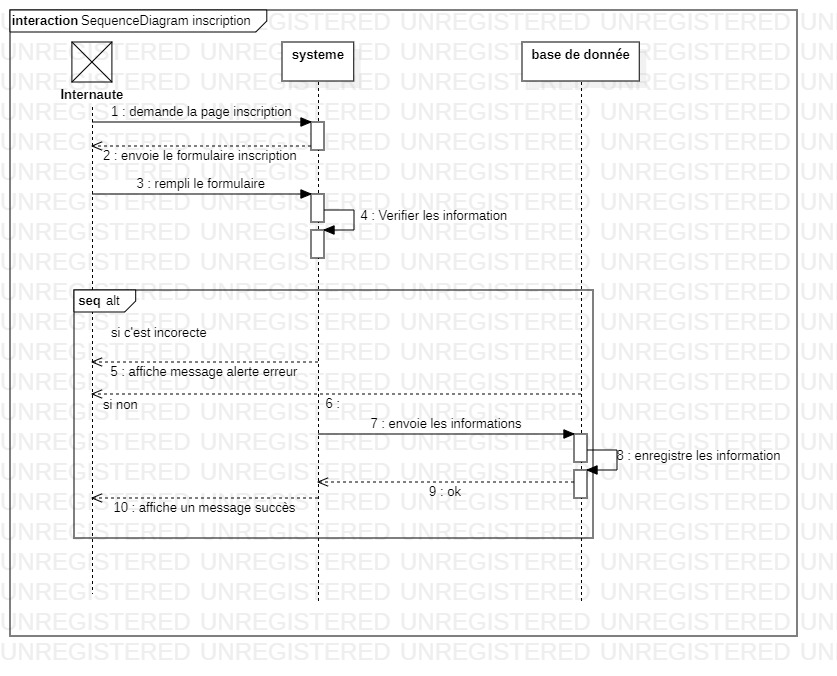 interaction SequenceDiagram inscription
systeme
base de donnée
Internaute
1 : demande la page inscription
2 : envoie le formulaire inscription
3 : rempli le formulaire
4 : Verifier les information
seq alt
si c'est incorecte
5 : affiche message alerte erreur
si non
6 :
7 : envoie les informations
8 : enregistre les information
9 : ok
10 : affiche un message succès
UNREGISTERED